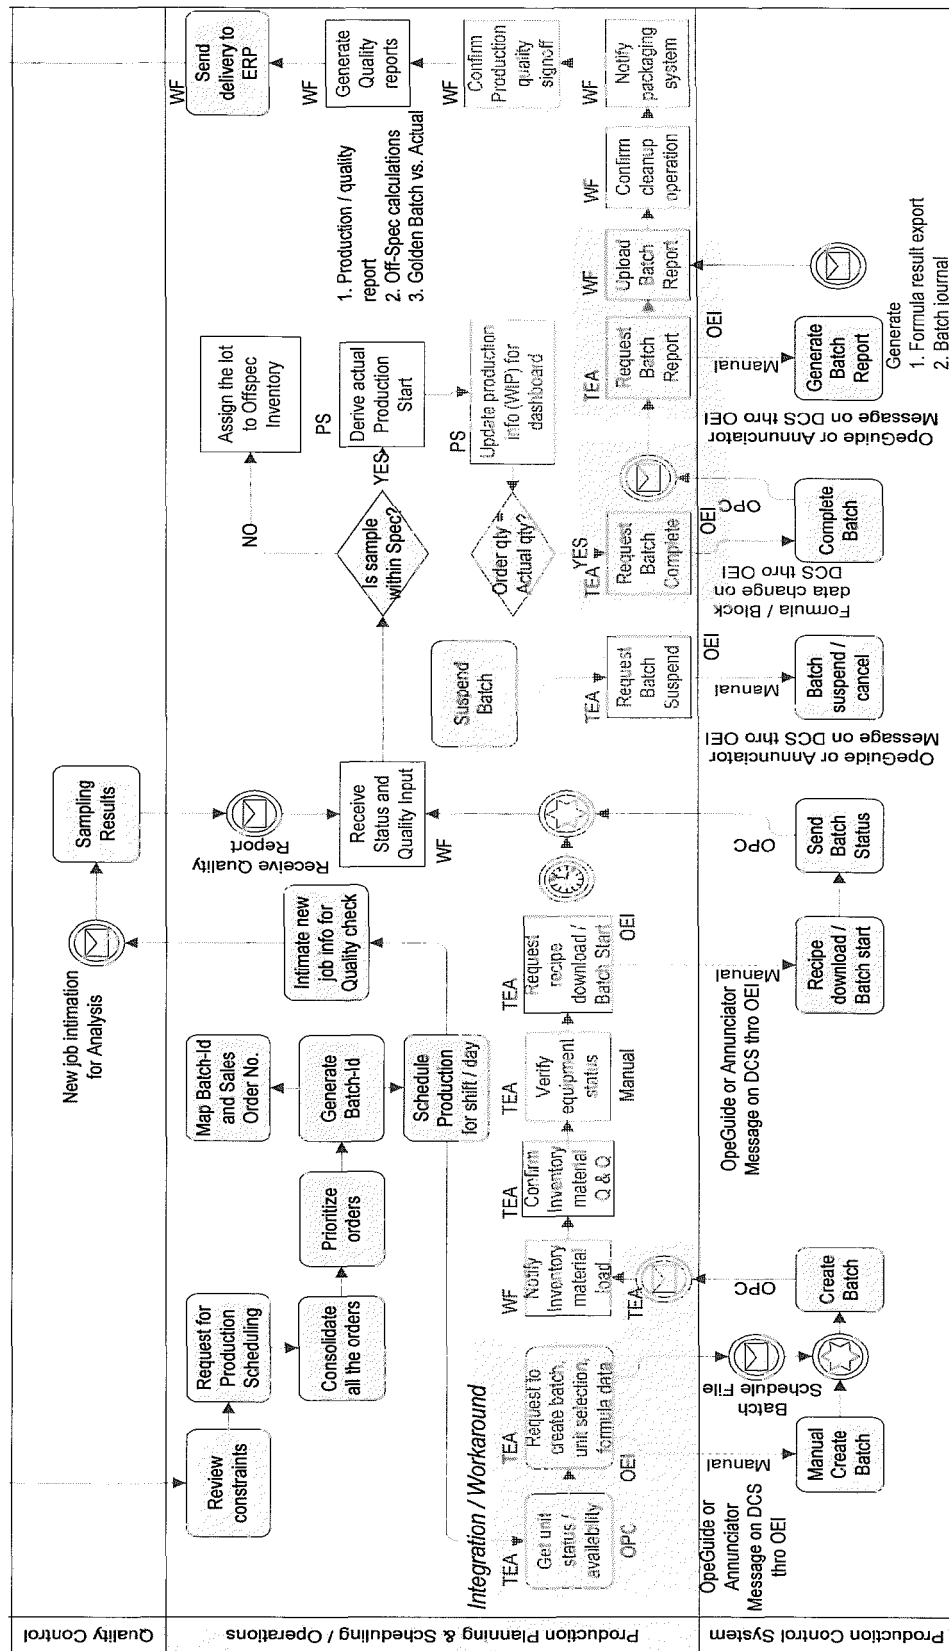 Quality Control
New job intimation
for Analysis
Sampling
Results
Production Planning & Scheduling / Operations
Review
constraints
Request for
Production
Scheduling
Consolidate
all the orders
Prioritize
orders
Map Batch-Id
and Sales
Order No.
Generate
Batch-Id
Schedule
Production
for shift / day
Intimate new
job info for
Quality check
Receive Quality
Report
Receive
Status and
Quality Input
WF
Is sample
within Spec?
NO
YES
Assign the lot
to Offspec
Inventory
PS
Derive actual
Production
Start
PS
Update production
info (WIP) for
dashboard
Order qty =
Actual qty?
YES
1. Production / quality
report
2. Off-Spec calculations
3. Golden Batch vs. Actual
WF
Send
delivery to
ERP
WF
Generate
Quality
reports
WF
Confirm
Production
quality
signoff
WF
Notify
packaging
system
Integration / Workaround
TEA
Get unit
status /
availability
OPC
TEA
Request to
create batch,
unit selection,
formula data
OEI
WF
Notify
Inventory
material
load
TEA
TEA
Confirm
Inventory
material
Q & Q
TEA
Verify
equipment
status
Manual
TEA
Request
recipe
download /
Batch Start
OEI
Suspend
Batch
TEA
Request
Batch
Suspend
OEI
TEA
Request
Batch
Complete
OEI
TEA
Request
Batch
Report
OEI
WF
Upload
Batch
Report
WF
Confirm
cleanup
operation
Production Control System
OpeGuide or
Annunciator
Message on DCS
thro OEI
Manual
Manual
Create
Batch
Batch
Schedule File
OPC
Create
Batch
OpeGuide or Annunciator
Message on DCS thro OEI
Manual
Recipe
download /
Batch start
OPC
Send
Batch
Status
OpeGuide or Annunciator
Message on DCS thro OEI
Manual
Batch
suspend /
cancel
Formula / Block
data change on
DCS thro OEI
OPC
Complete
Batch
OpeGuide or Annunciator
Message on DCS thro OEI
Manual
Generate
Batch
Report
Generate
1. Formula result export
2. Batch journal